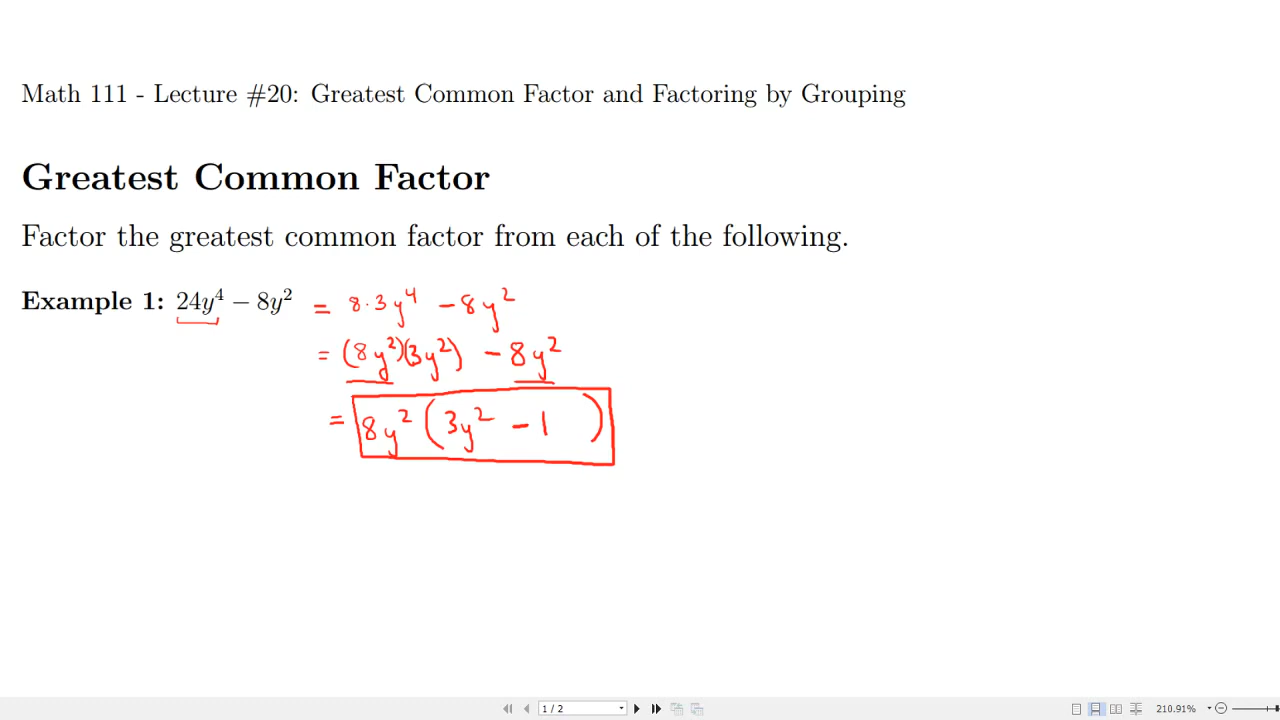 Math 111 - Lecture #20: Greatest Common Factor and Factoring by Grouping
Greatest Common Factor
Factor the greatest common factor from each of the following.
Example 1: 24y⁴ − 8y² = 8·3y⁴ − 8y²
= (8y²)(3y²) − 8y²
= 8y² (3y² − 1)
1 / 2 210.91%